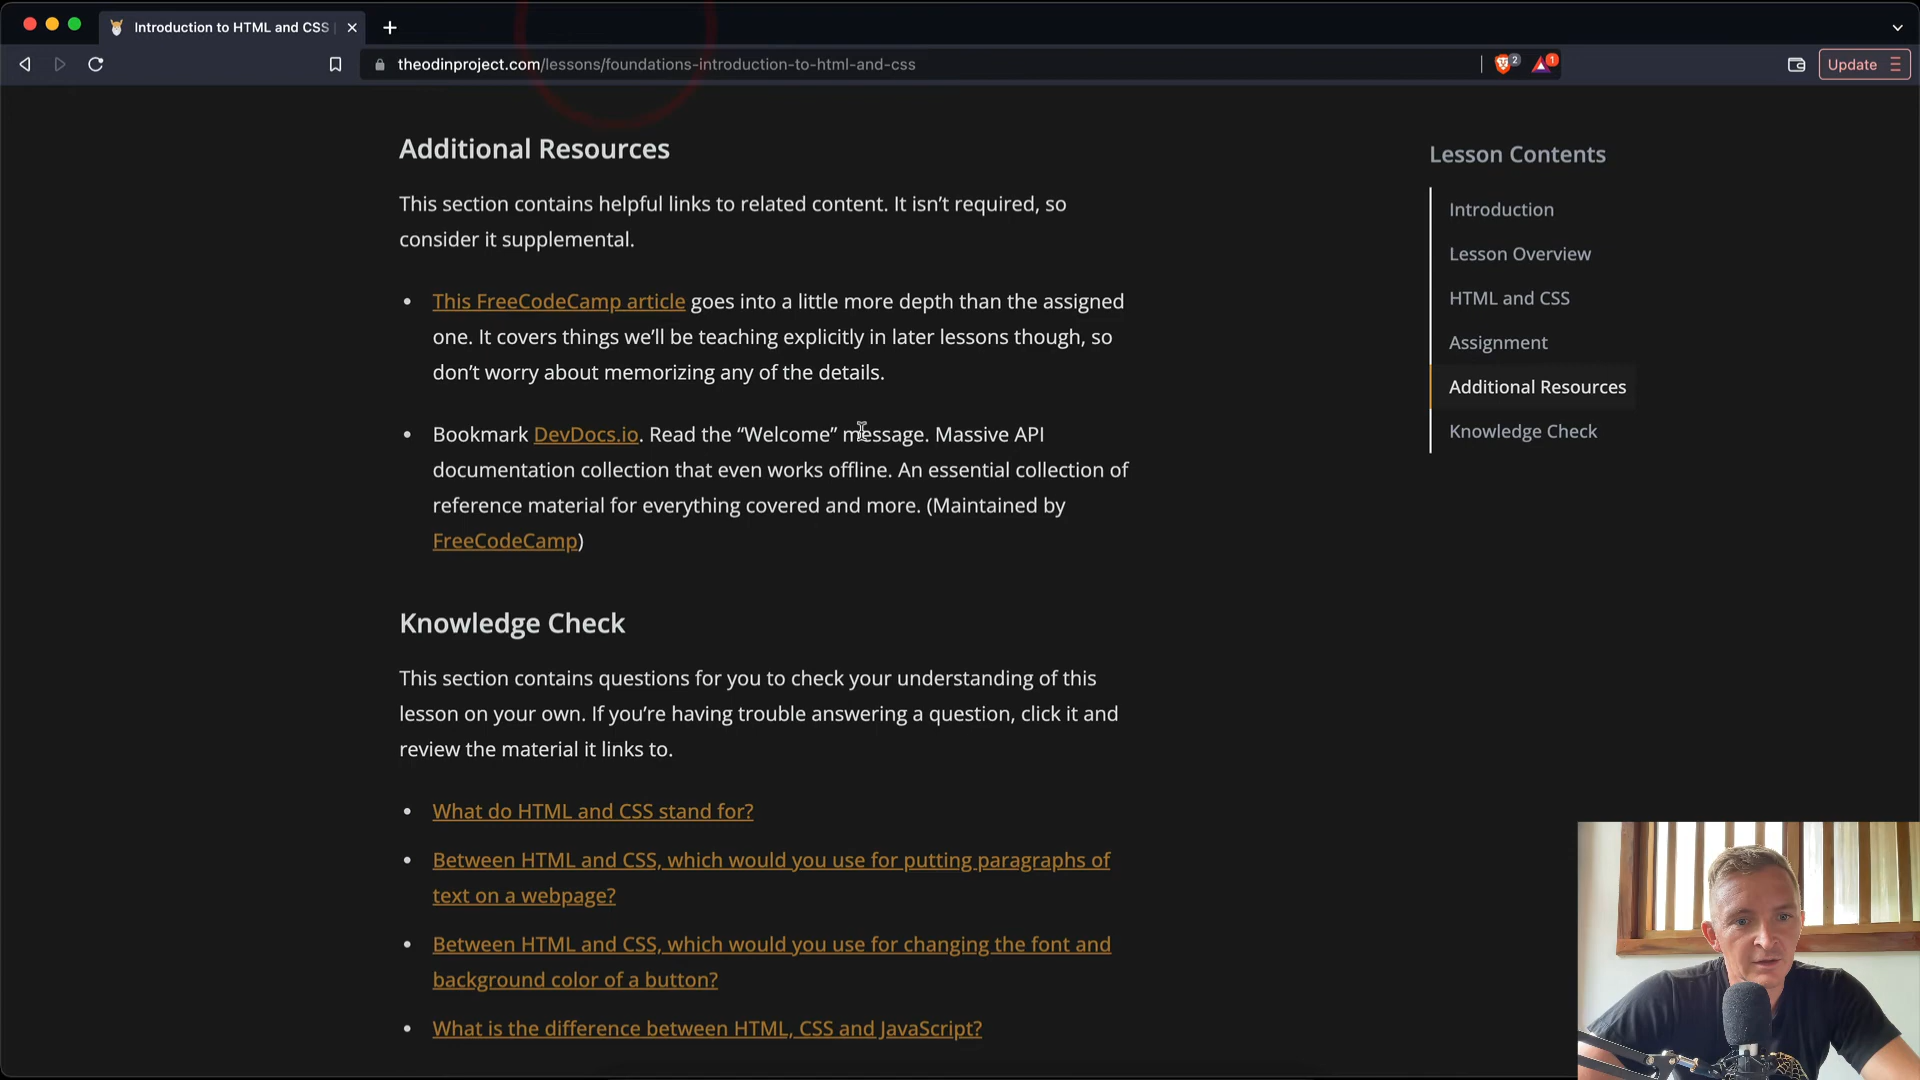 Introduction to HTML and CSS
theodinproject.com/lessons/foundations-introduction-to-html-and-css
2
1
Update
Additional Resources
This section contains helpful links to related content. It isn’t required, so
consider it supplemental.
This FreeCodeCamp article goes into a little more depth than the assigned
one. It covers things we’ll be teaching explicitly in later lessons though, so
don’t worry about memorizing any of the details.
Bookmark DevDocs.io. Read the “Welcome” message. Massive API
documentation collection that even works offline. An essential collection of
reference material for everything covered and more. (Maintained by
FreeCodeCamp)
Knowledge Check
This section contains questions for you to check your understanding of this
lesson on your own. If you’re having trouble answering a question, click it and
review the material it links to.
What do HTML and CSS stand for?
Between HTML and CSS, which would you use for putting paragraphs of
text on a webpage?
Between HTML and CSS, which would you use for changing the font and
background color of a button?
What is the difference between HTML, CSS and JavaScript?
Lesson Contents
Introduction
Lesson Overview
HTML and CSS
Assignment
Additional Resources
Knowledge Check